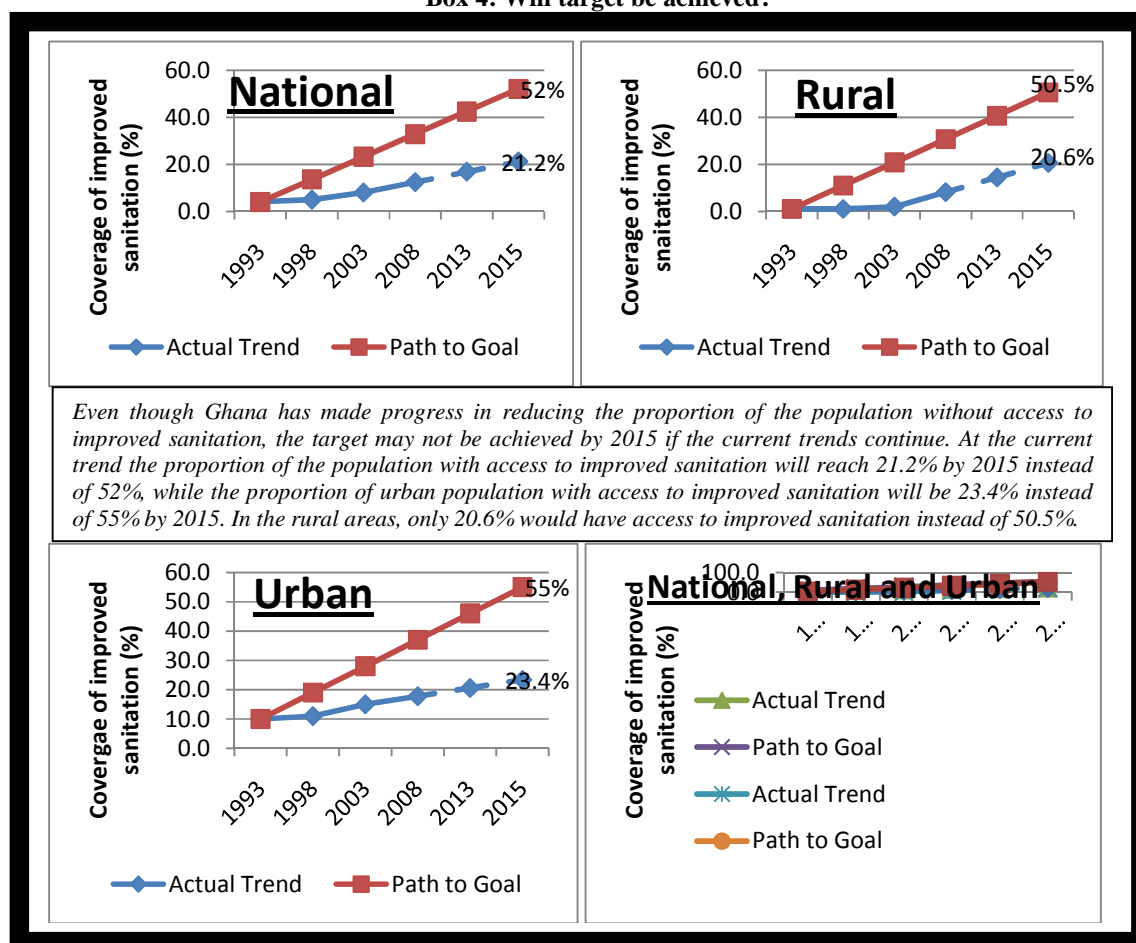 Box 4: Will target be achieved?
National
Coverage of improved
sanitation (%)
60.0
40.0
20.0
0.0
52%
21.2%
1993 1998 2003 2008 2013 2015
Actual Trend Path to Goal
Rural
Coverage of improved
snaitation (%)
60.0
40.0
20.0
0.0
50.5%
20.6%
1993 1998 2003 2008 2013 2015
Actual Trend Path to Goal
Even though Ghana has made progress in reducing the proportion of the population without access to
improved sanitation, the target may not be achieved by 2015 if the current trends continue. At the current
trend the proportion of the population with access to improved sanitation will reach 21.2% by 2015 instead
of 52%, while the proportion of urban population with access to improved sanitation will be 23.4% instead
of 55% by 2015. In the rural areas, only 20.6% would have access to improved sanitation instead of 50.5%.
Urban
Covergae of improved
sanitation (%)
60.0
50.0
40.0
30.0
20.0
10.0
0.0
55%
23.4%
1993 1998 2003 2008 2013 2015
Actual Trend Path to Goal
National, Rural and Urban
Coverage of improved
sanitation (%)
100.0
0.0
1... 1... 2... 2... 2... 2...
Actual Trend
Path to Goal
Actual Trend
Path to Goal